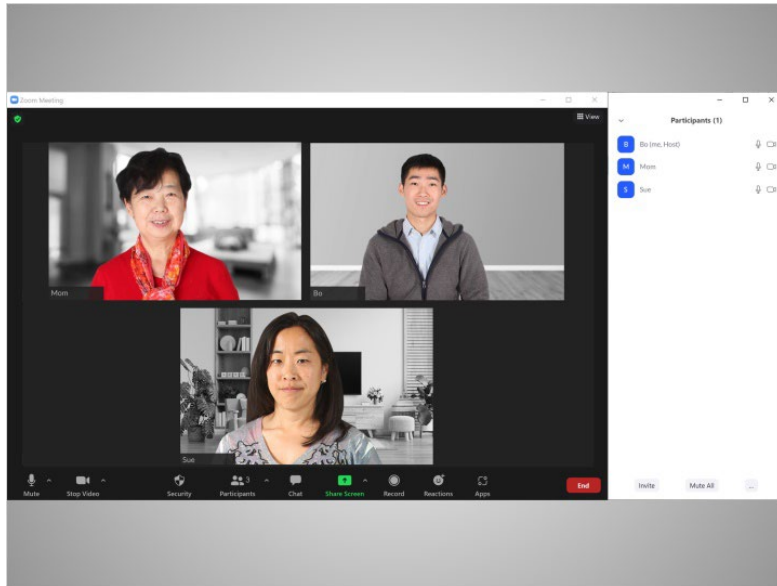 Zoom Meeting
View
Mom
Bo
Sue
Mute
Stop Video
Security
Participants
3
Chat
Share Screen
Record
Reactions
Apps
End
Participants (1)
B Bo (me, Host)
M Mom
S Sue
Invite
Mute All
...